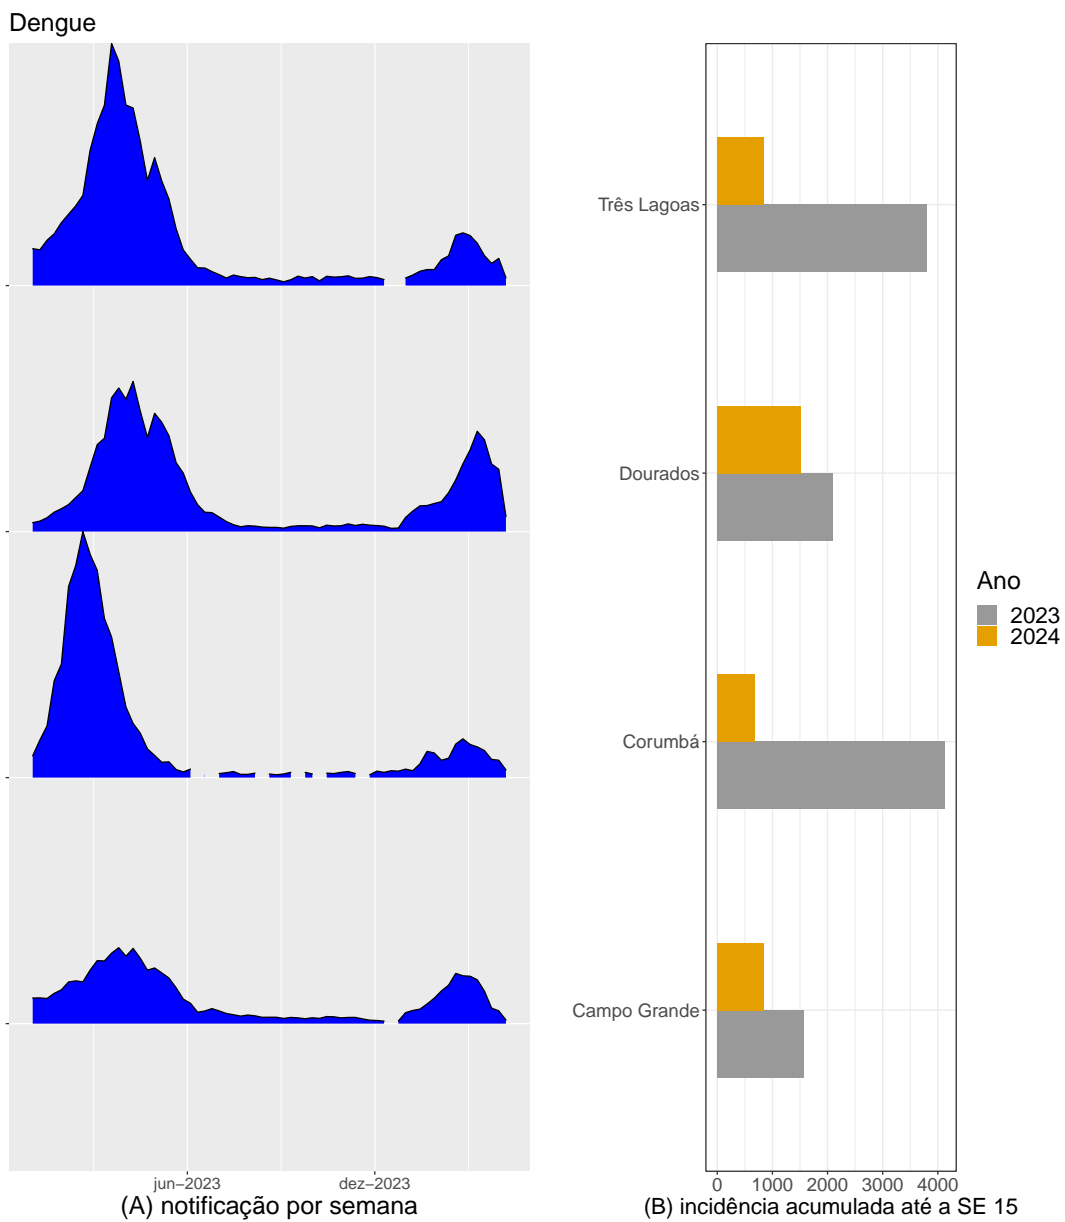 Dengue
Três Lagoas
Dourados
Corumbá
Campo Grande
Ano
2023
2024
jun–2023
dez–2023
0
1000
2000
3000
4000
(A) notificação por semana
(B) incidência acumulada até a SE 15